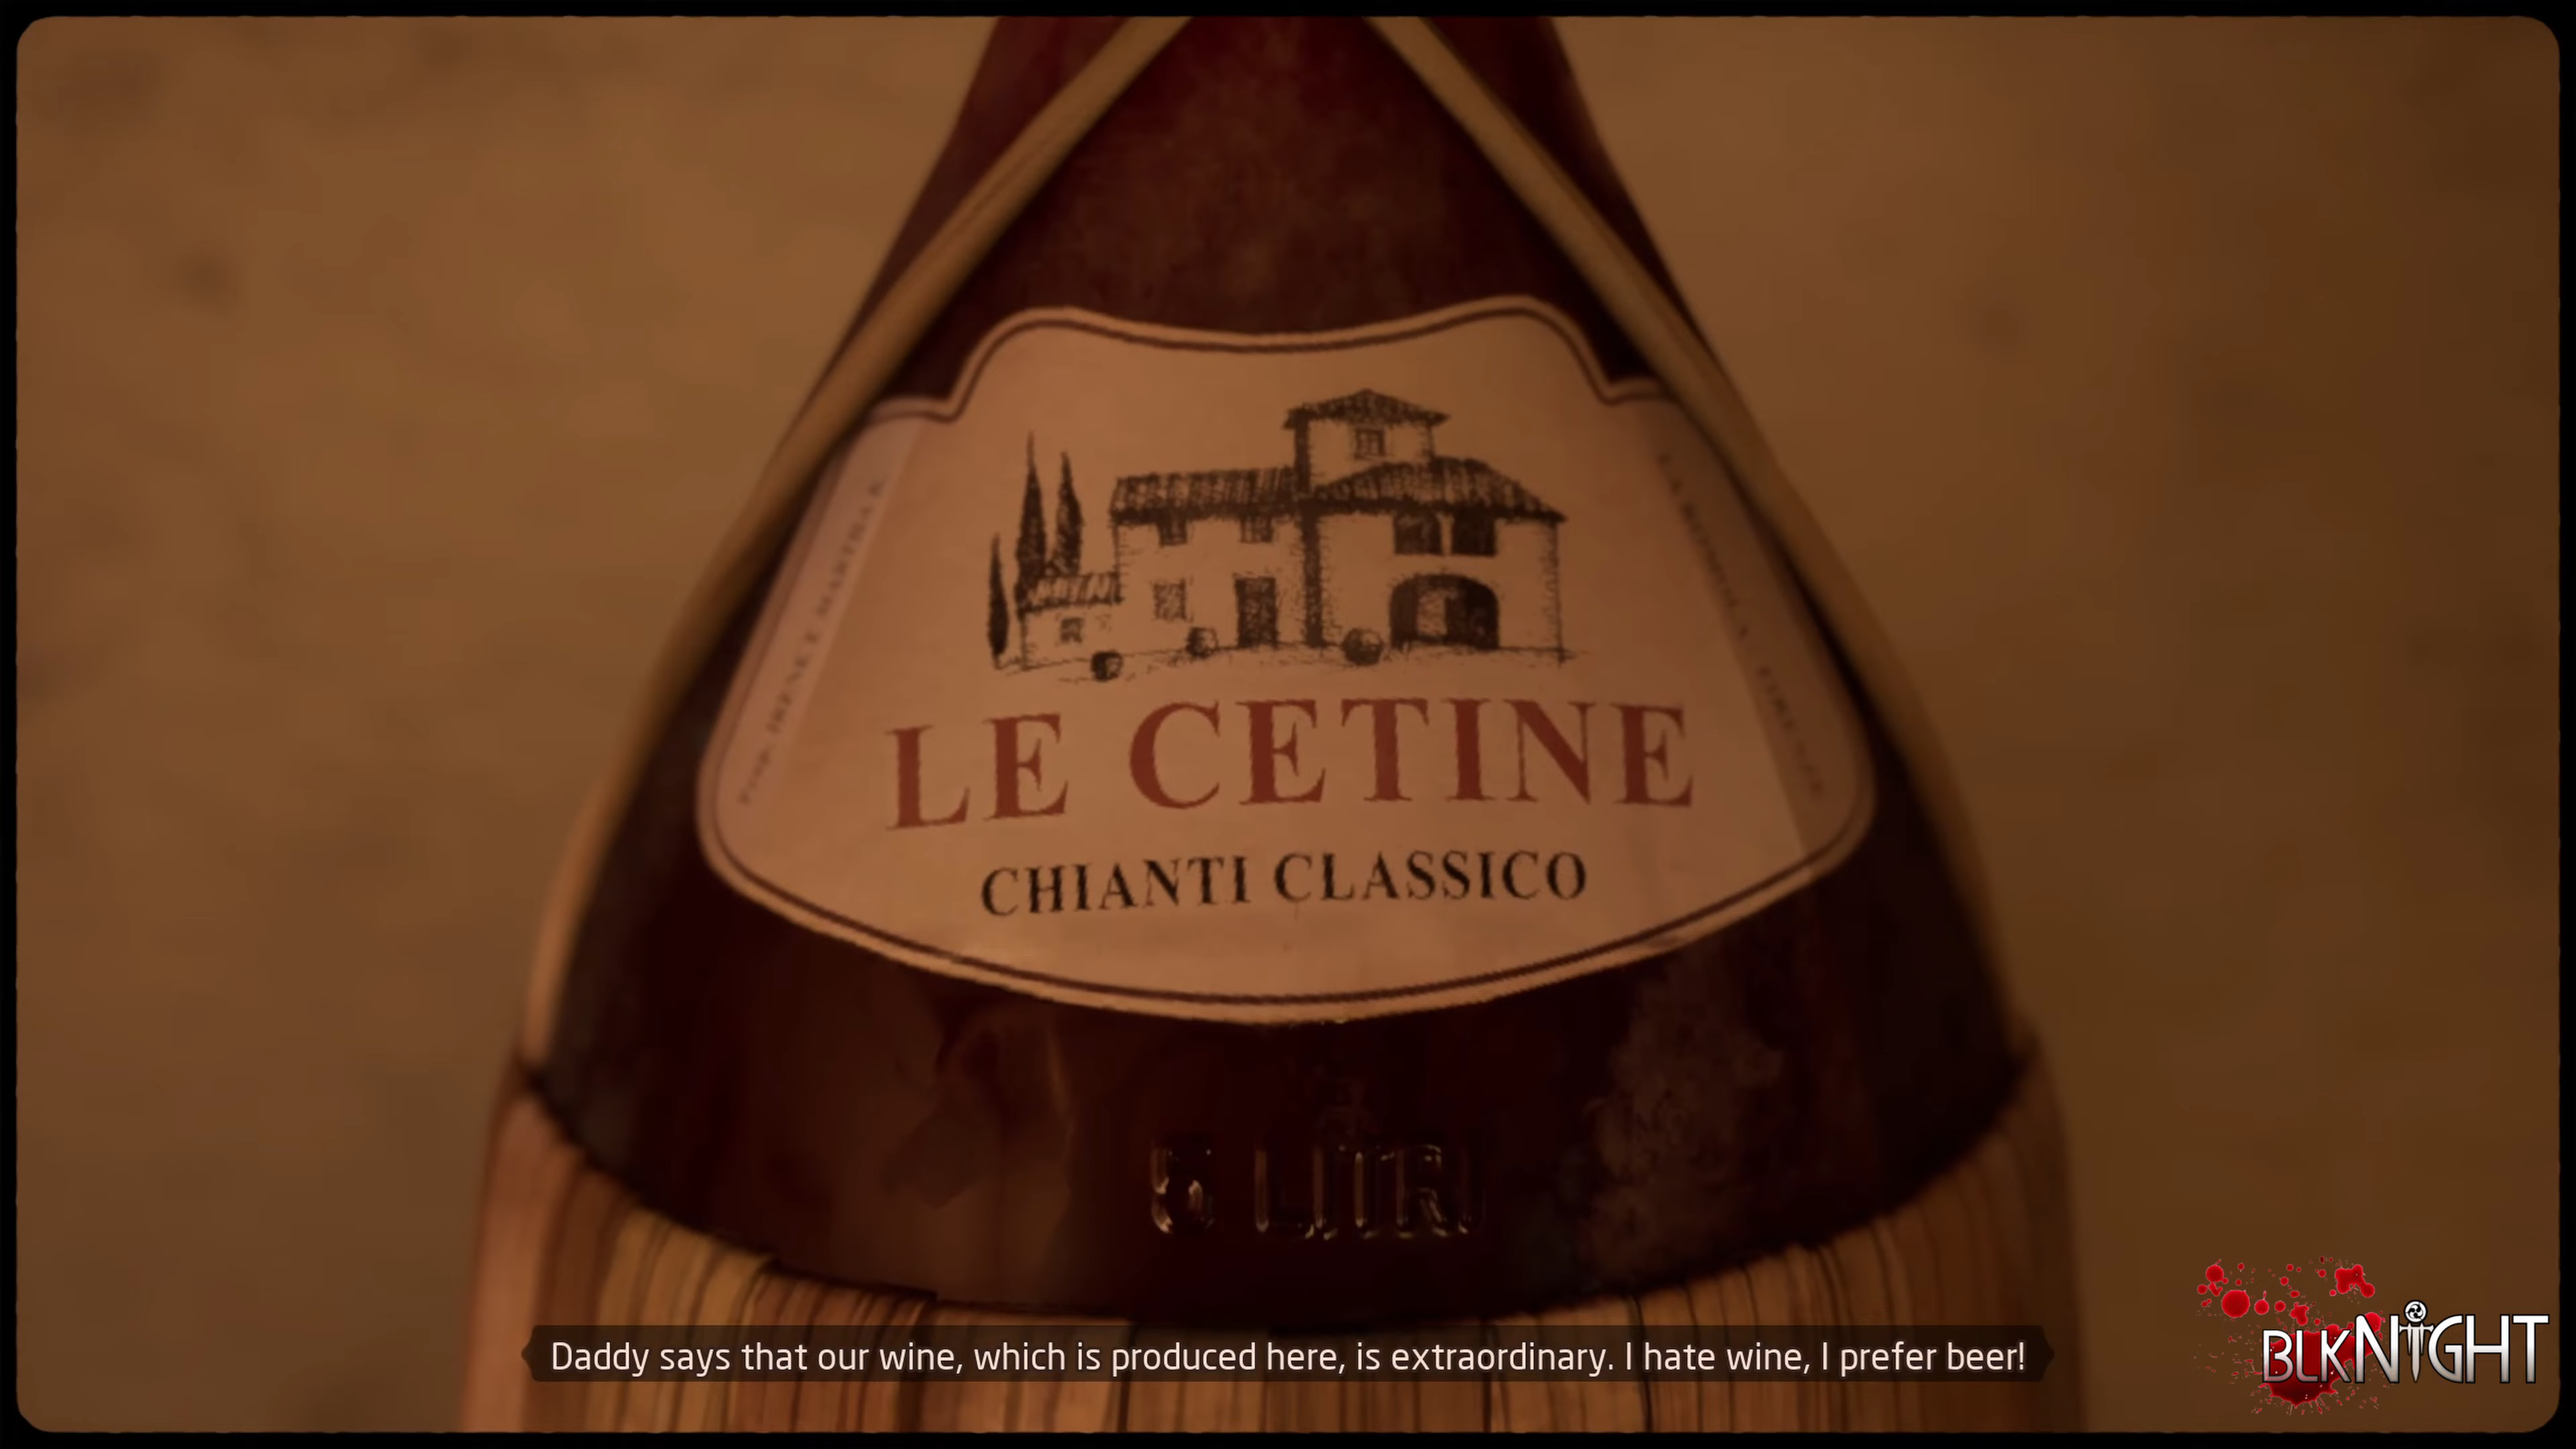 LE CETINE
CHIANTI CLASSICO
5 LITRI
Daddy says that our wine, which is produced here, is extraordinary. I hate wine, I prefer beer!
BLKNIGHT